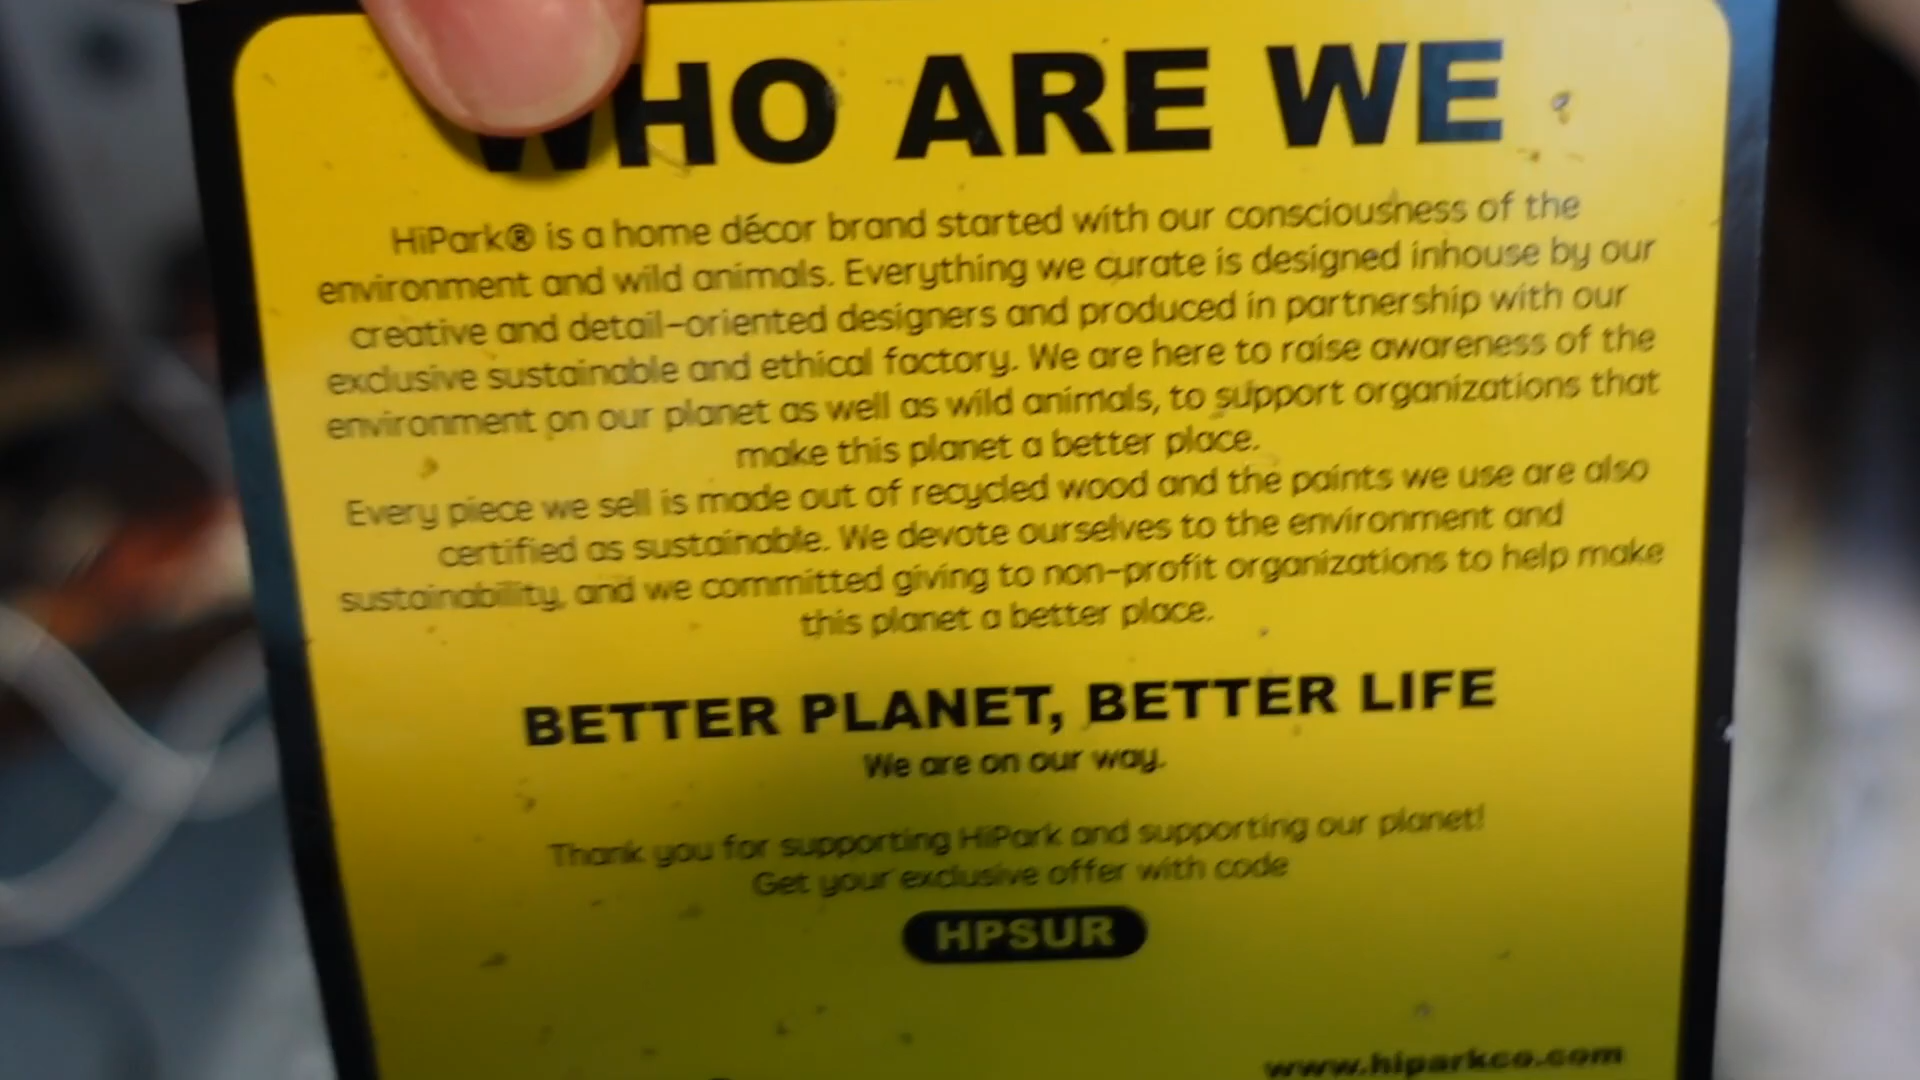 WHO ARE WE
HiPark® is a home décor brand started with our consciousness of the
environment and wild animals. Everything we curate is designed inhouse by our
creative and detail-oriented designers and produced in partnership with our
exclusive sustainable and ethical factory. We are here to raise awareness of the
environment on our planet as well as wild animals, to support organizations that
make this planet a better place.
Every piece we sell is made out of recycled wood and the paints we use are also
certified as sustainable. We devote ourselves to the environment and
sustainability, and we committed giving to non-profit organizations to help make
this planet a better place.
BETTER PLANET, BETTER LIFE
We are on our way.
Thank you for supporting HiPark and supporting our planet!
Get your exclusive offer with code
HPSUR
www.hiparkco.com